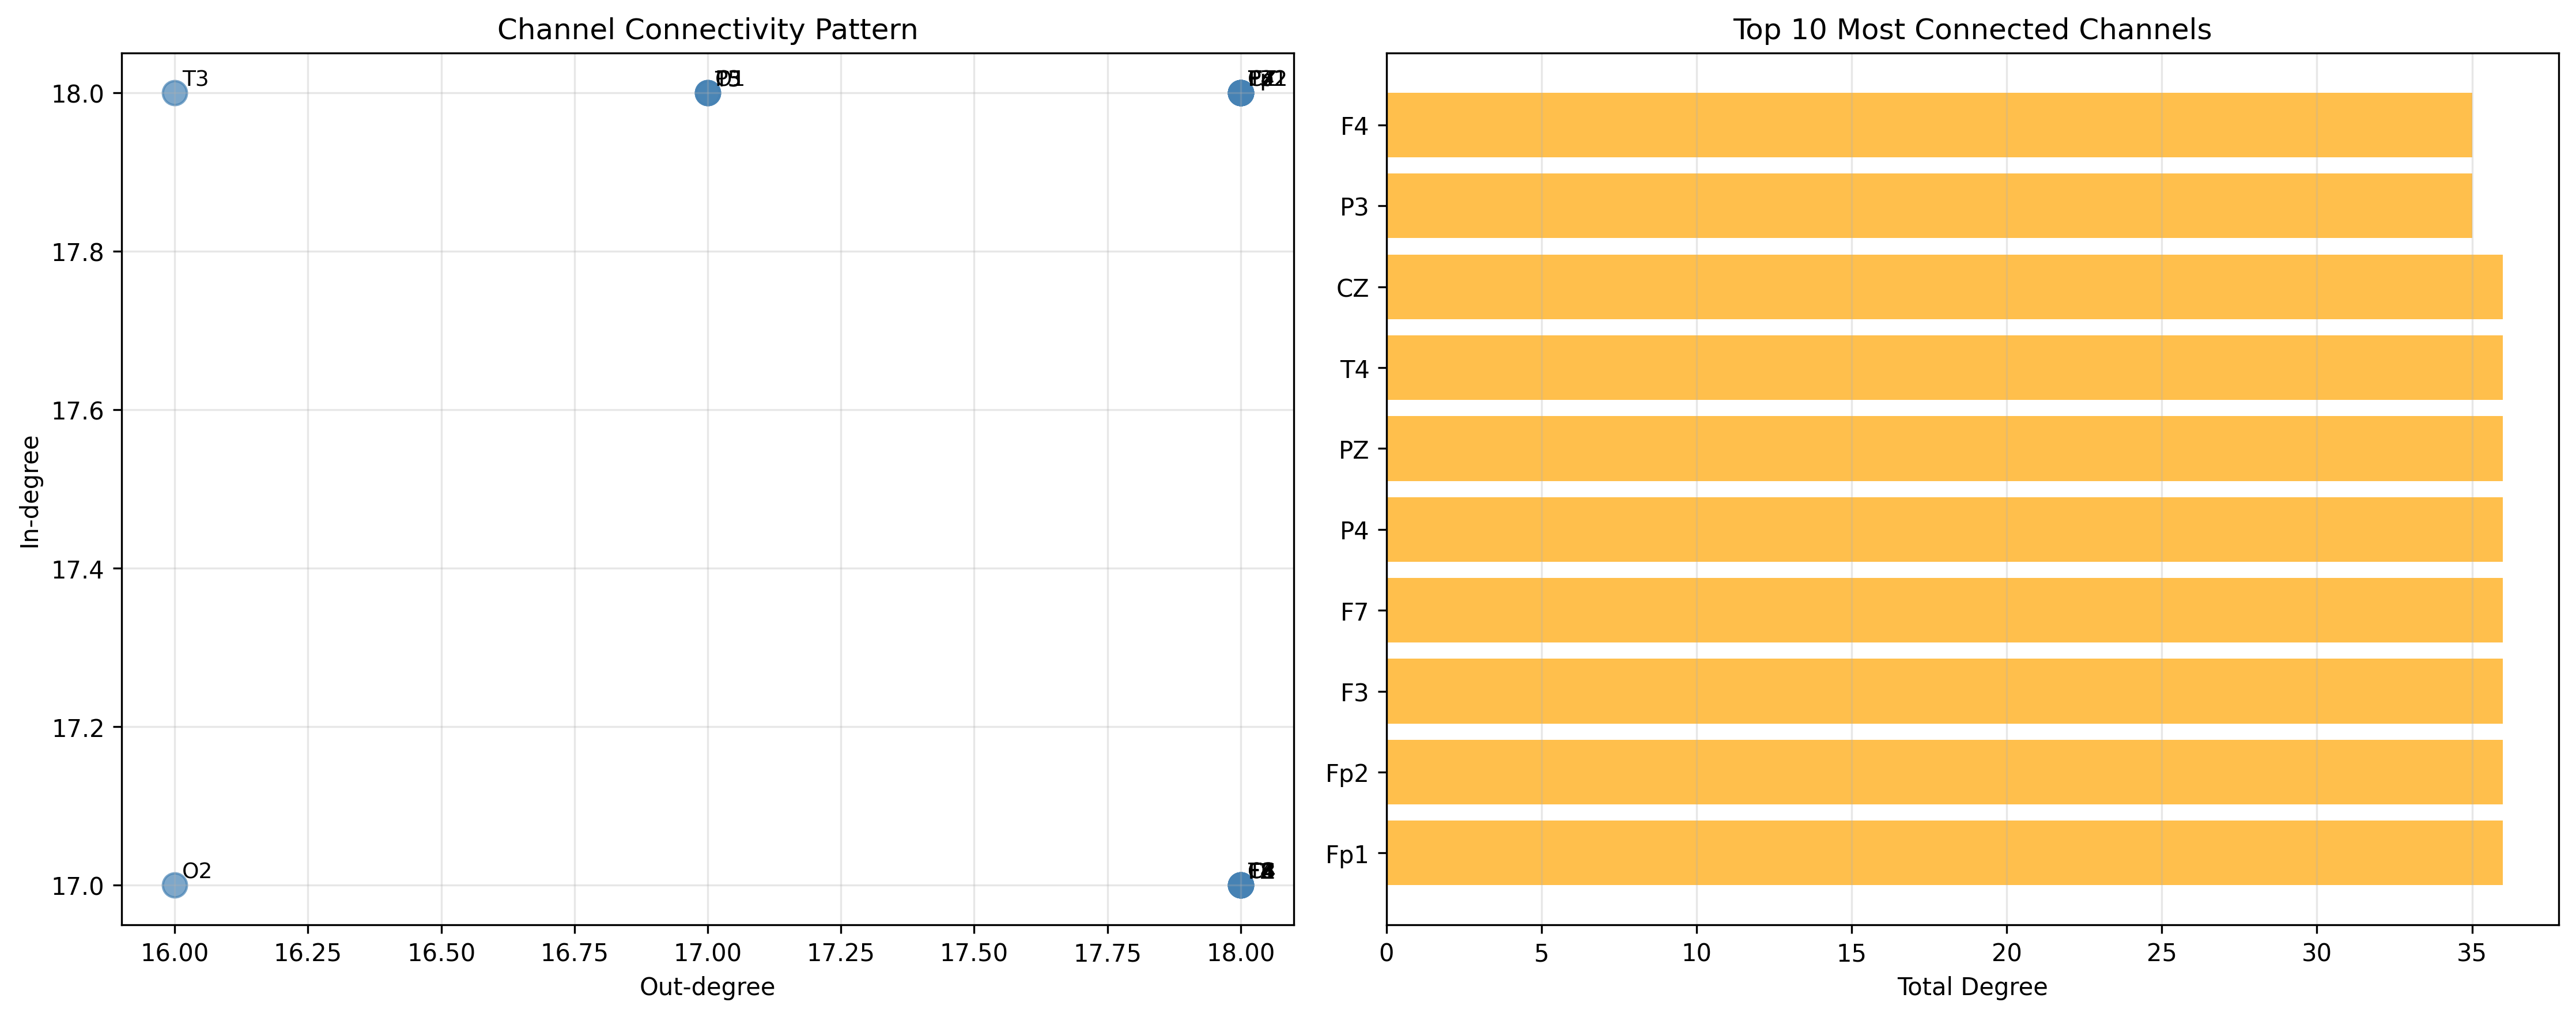 Channel Connectivity Pattern
T3
O2
18.0
17.8
17.6
17.4
17.2
17.0
In-degree
16.00 16.25 16.50 16.75 17.00 17.25 17.50 17.75 18.00
Out-degree
Top 10 Most Connected Channels
F4
P3
CZ
T4
PZ
P4
F7
F3
Fp2
Fp1
0 5 10 15 20 25 30 35
Total Degree